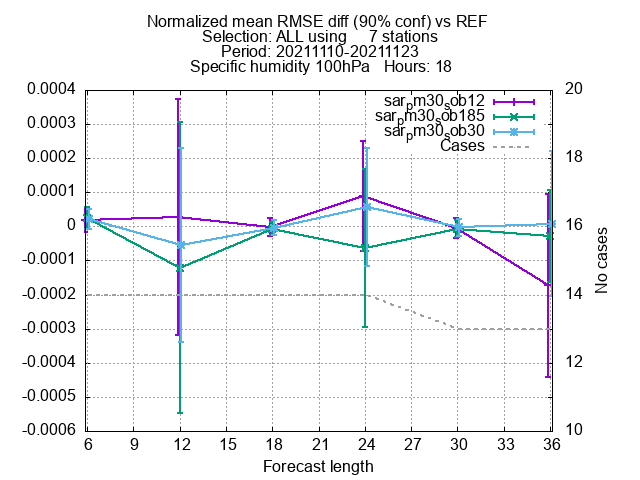 Normalized mean RMSE diff (90% conf) vs REF
Selection: ALL using 7 stations
Period: 20211110-20211123
Specific humidity 100hPa Hours: 18
sar_pm30_sob12
sar_pm30_sob185
sar_pm30_sob30
Cases
0.0004
0.0003
0.0002
0.0001
0
-0.0001
-0.0002
-0.0003
-0.0004
-0.0005
-0.0006
20
18
16
14
12
10
No cases
6 9 12 15 18 21 24 27 30 33 36
Forecast length